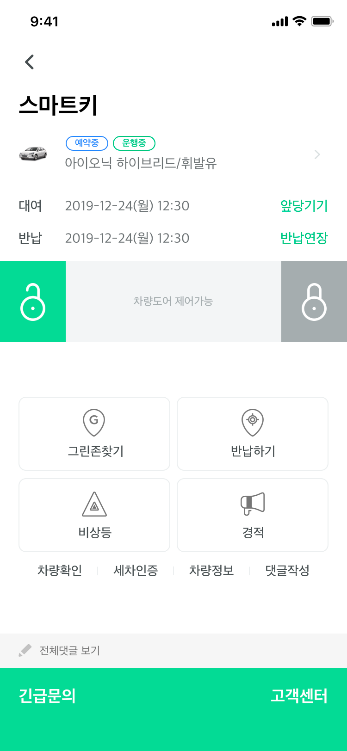 9:41
스마트키
예약중 운행중
아이오닉 하이브리드/휘발유
대여 2019-12-24(월) 12:30 앞당기기
반납 2019-12-24(월) 12:30 반납연장
차량도어 제어가능
G
그린존찾기 반납하기
비상등 경적
차량확인 세차인증 차량정보 댓글작성
전체댓글 보기
긴급문의 고객센터